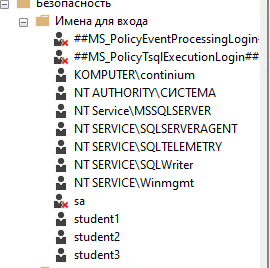 Безопасность
Имена для входа
##MS_PolicyEventProcessingLogin
##MS_PolicyTsqlExecutionLogin##
KOMPUTER\continium
NT AUTHORITY\СИСТЕМА
NT Service\MSSQLSERVER
NT SERVICE\SQLSERVERAGENT
NT SERVICE\SQLTELEMETRY
NT SERVICE\SQLWriter
NT SERVICE\Winmgmt
sa
student1
student2
student3